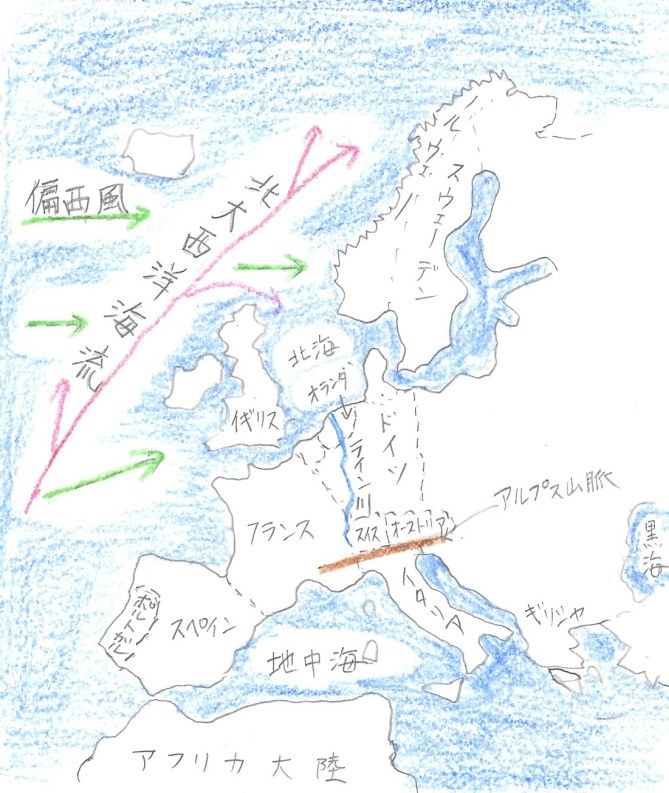 偏西風
北大西洋海流
ノルウェー
スウェーデン
北海
オランダ
イギリス
ドイツ
ライン川
アルプス山脈
フランス
スイス
オーストリア
黒海
イタリア
ポルトガル
スペイン
ギリシャ
地中海
アフリカ大陸